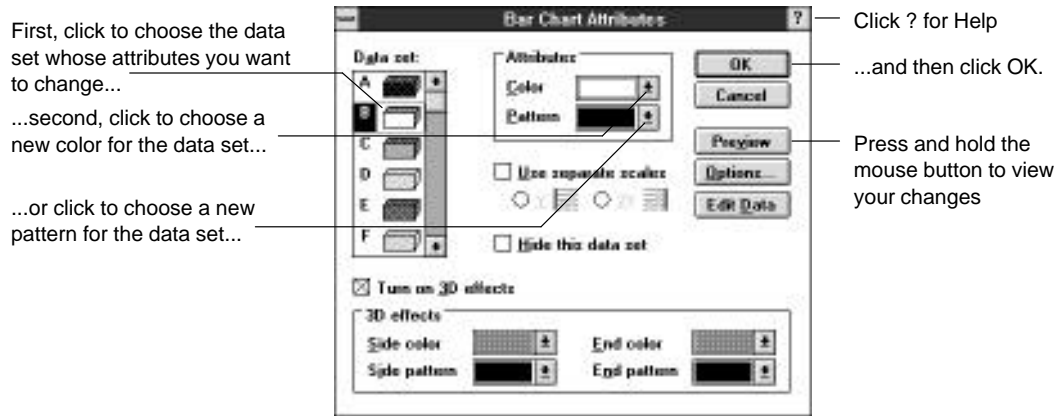 First, click to choose the data
set whose attributes you want
to change...
...second, click to choose a
new color for the data set...
...or click to choose a new
pattern for the data set...
Bar Chart Attributes
?
Data set:
A
B
C
D
E
F
Attributes
Color
Pattern
Use separate scales
Y
Hide this data set
OK
Cancel
Preview
Options...
Edit Data
Turn on 3D effects
3D effects
Side color
End color
Side pattern
End pattern
Click ? for Help
...and then click OK.
Press and hold the
mouse button to view
your changes